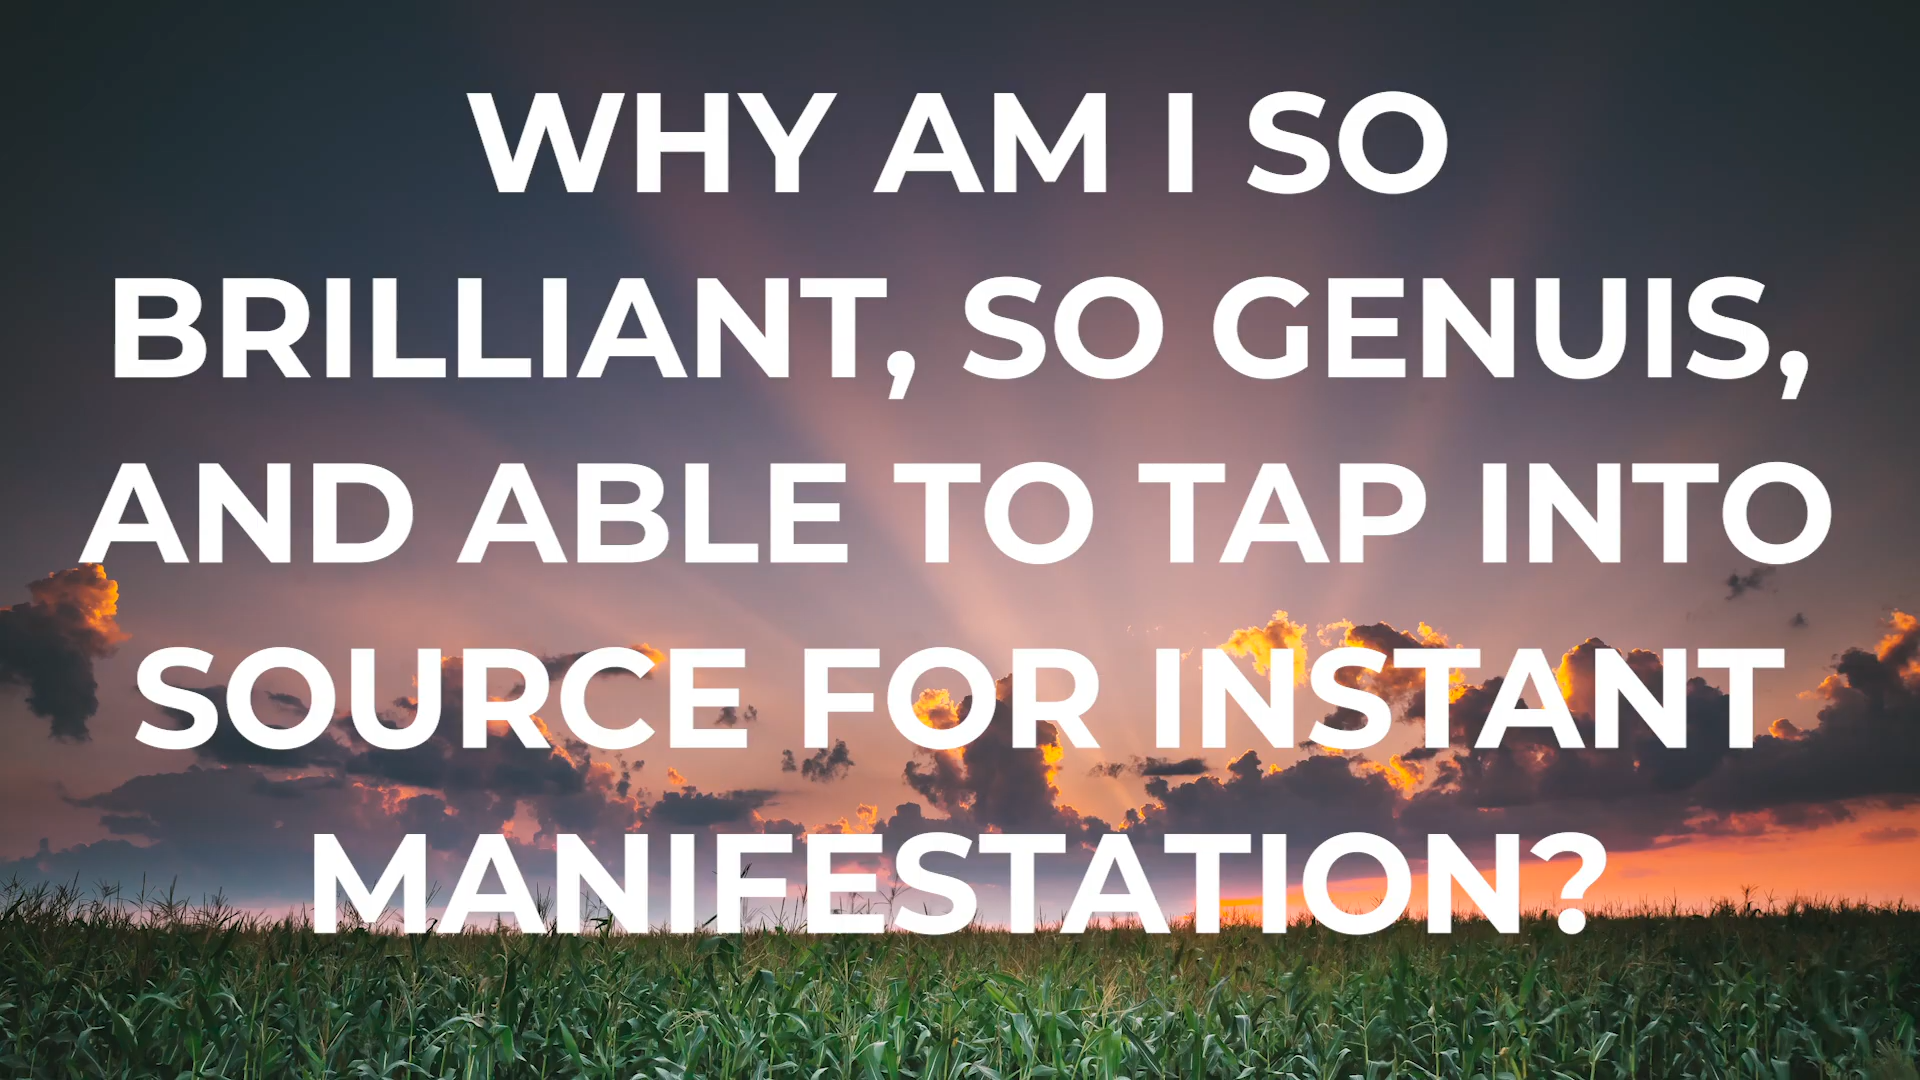 WHY AM I SO
BRILLIANT, SO GENUIS,
AND ABLE TO TAP INTO
SOURCE FOR INSTANT
MANIFESTATION?